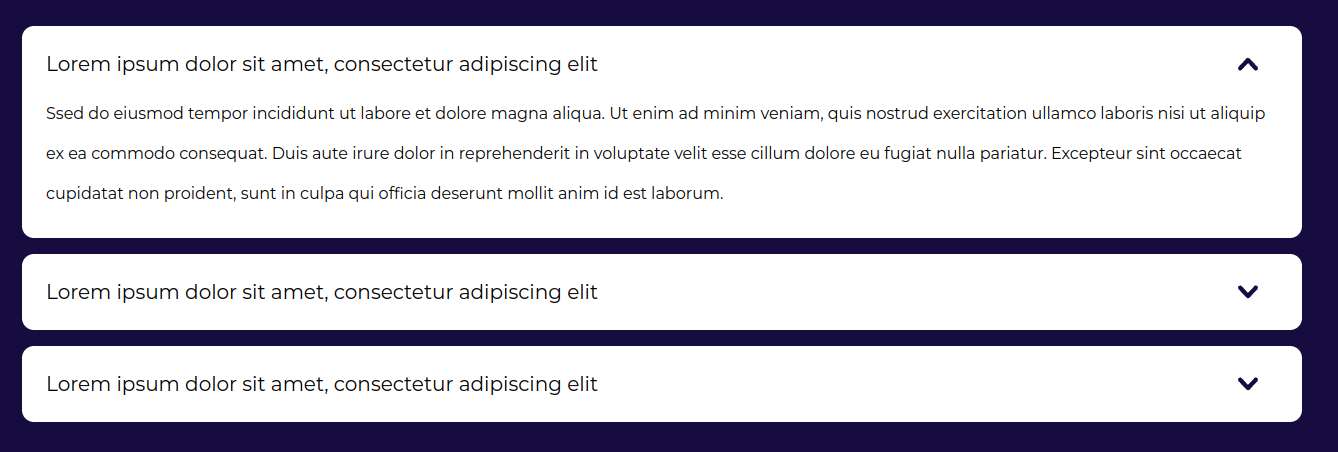 Lorem ipsum dolor sit amet, consectetur adipiscing elit
Ssed do eiusmod tempor incididunt ut labore et dolore magna aliqua. Ut enim ad minim veniam, quis nostrud exercitation ullamco laboris nisi ut aliquip
ex ea commodo consequat. Duis aute irure dolor in reprehenderit in voluptate velit esse cillum dolore eu fugiat nulla pariatur. Excepteur sint occaecat
cupidatat non proident, sunt in culpa qui officia deserunt mollit anim id est laborum.
Lorem ipsum dolor sit amet, consectetur adipiscing elit
Lorem ipsum dolor sit amet, consectetur adipiscing elit